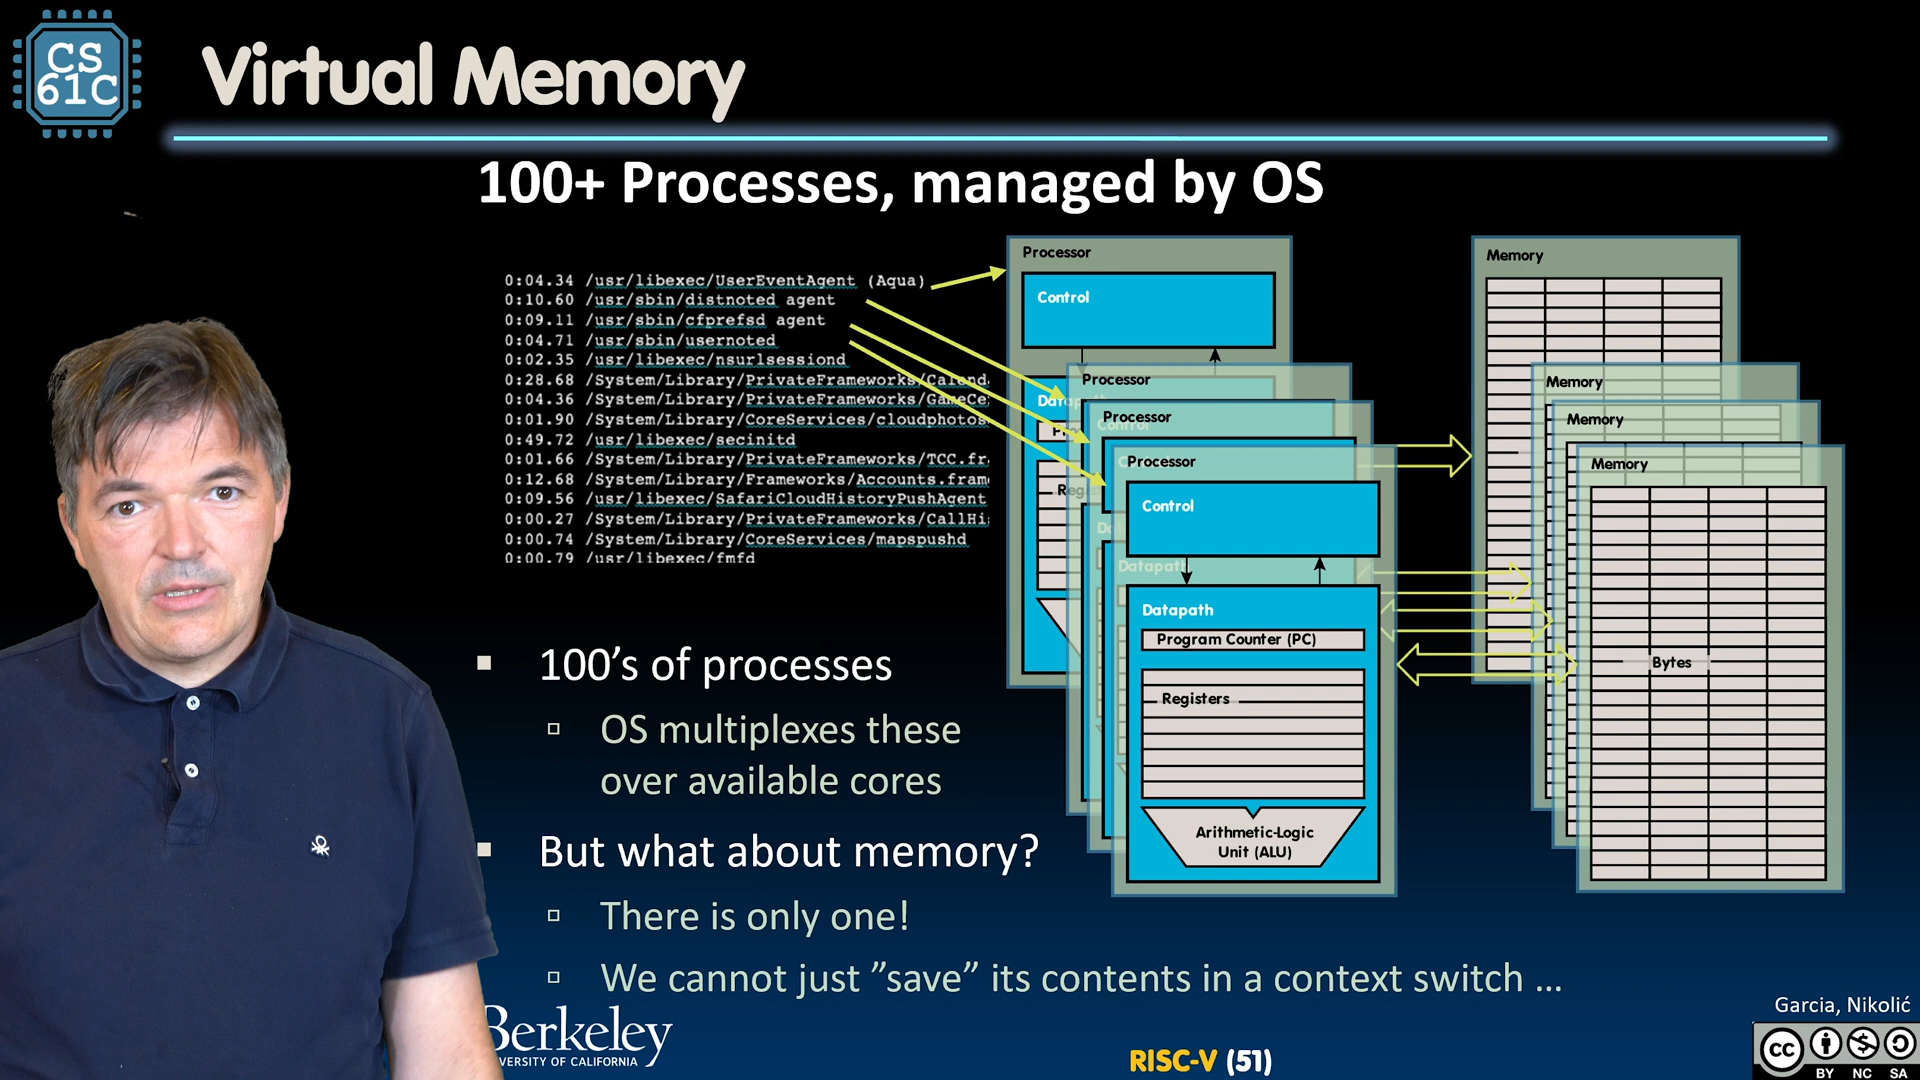 CS
61C
Virtual Memory
100+ Processes, managed by OS
0:04.34 /usr/libexec/UserEventAgent (Aqua)
0:10.60 /usr/sbin/distnoted agent
0:09.11 /usr/sbin/cfprefsd agent
0:04.71 /usr/sbin/usernoted
0:02.35 /usr/libexec/nsurlsessiond
0:28.68 /System/Library/PrivateFrameworks/Calend
0:04.36 /System/Library/PrivateFrameworks/GameCe
0:01.90 /System/Library/CoreServices/cloudphotos
0:49.72 /usr/libexec/secinitd
0:01.66 /System/Library/PrivateFrameworks/TCC.fr
0:12.68 /System/Library/Frameworks/Accounts.fram
0:09.56 /usr/libexec/SafariCloudHistoryPushAgent
0:00.27 /System/Library/PrivateFrameworks/CallHi
0:00.74 /System/Library/CoreServices/mapspushd
0:00.79 /usr/libexec/fmfd
Processor
Control
Processor
Processor
Control
Processor
Control
Datapath
Datapath
Program Counter (PC)
Registers
Arithmetic-Logic
Unit (ALU)
Memory
Memory
Memory
Memory
Bytes
▪ 100’s of processes
▫ OS multiplexes these
over available cores
▪ But what about memory?
▫ There is only one!
▫ We cannot just ”save” its contents in a context switch …
Berkeley
UNIVERSITY OF CALIFORNIA
RISC-V (51)
Garcia, Nikolić
cc
BY NC SA